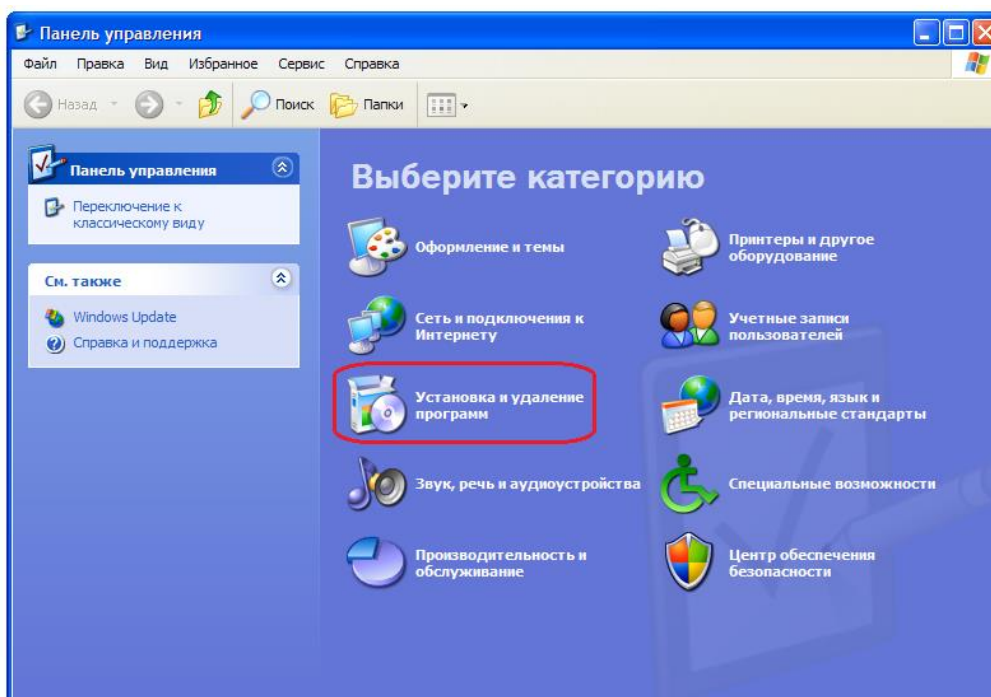 Панель управления
Файл Правка Вид Избранное Сервис Справка
Назад Поиск Папки
Панель управления
Переключение к
классическому виду
См. также
Windows Update
Справка и поддержка
Выберите категорию
Оформление и темы
Принтеры и другое
оборудование
Сеть и подключения к
Интернету
Учетные записи
пользователей
Установка и удаление
программ
Дата, время, язык и
региональные стандарты
Звук, речь и аудиоустройства
Специальные возможности
Производительность и
обслуживание
Центр обеспечения
безопасности